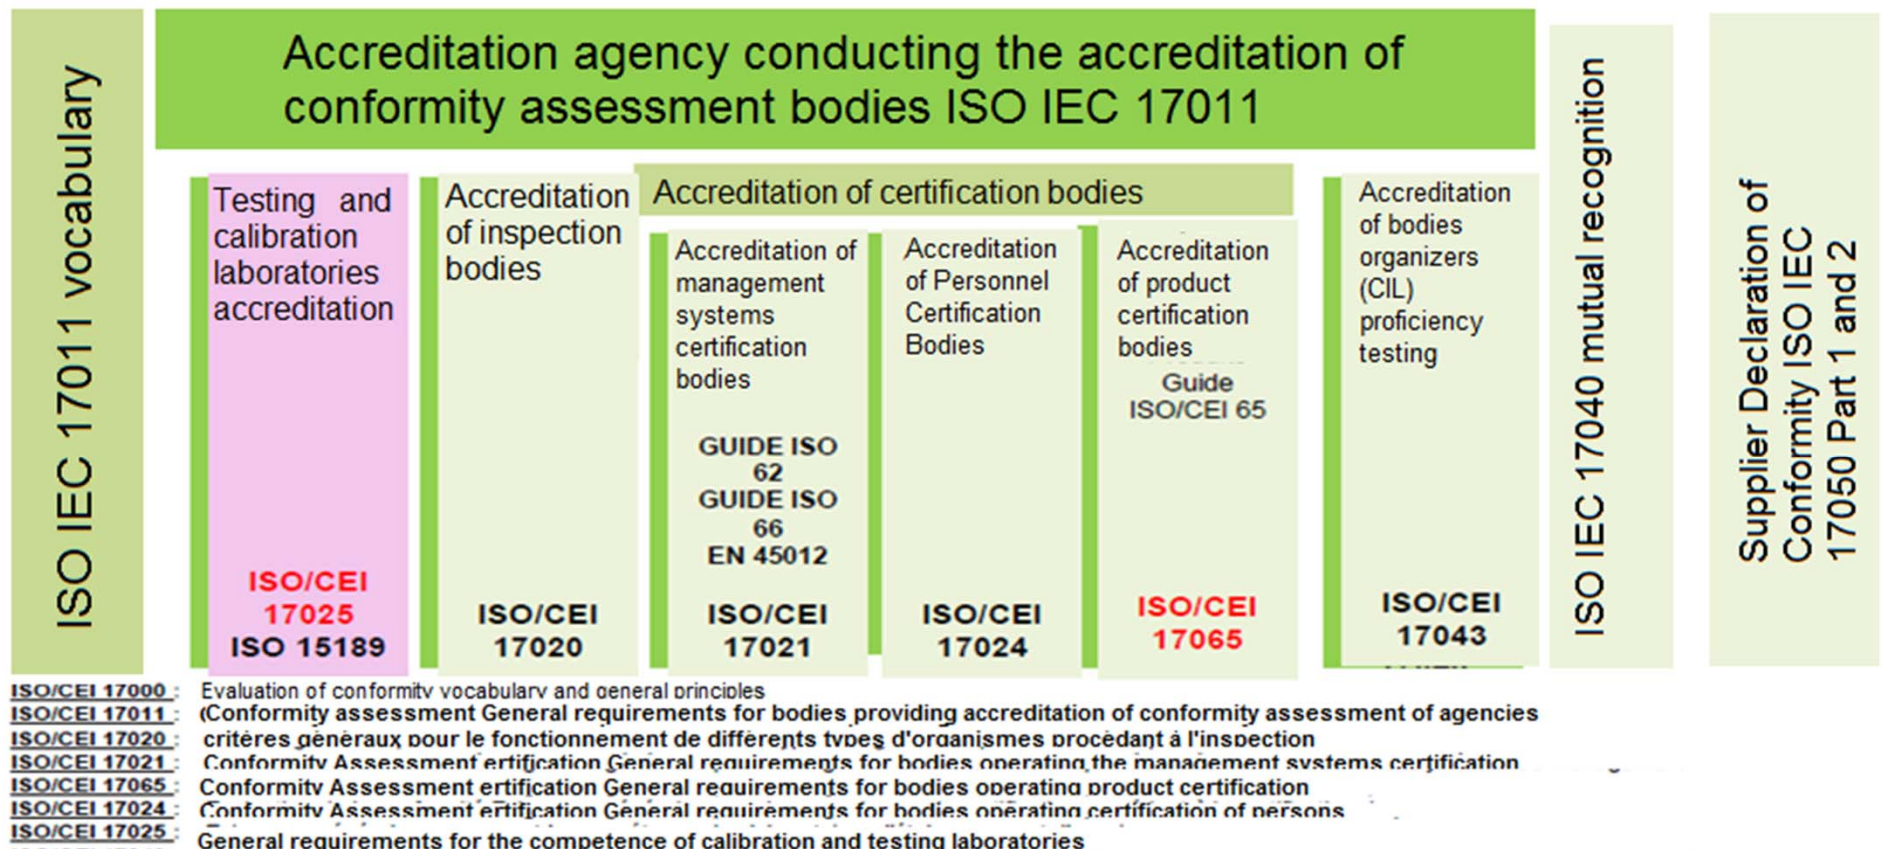 ISO IEC 17011 vocabulary
Accreditation agency conducting the accreditation of
conformity assessment bodies ISO IEC 17011
Testing and
calibration
laboratories
accreditation
ISO/CEI
17025
ISO 15189
Accreditation
of inspection
bodies
ISO/CEI
17020
Accreditation of certification bodies
Accreditation of
management
systems
certification
bodies
GUIDE ISO
62
GUIDE ISO
66
EN 45012
ISO/CEI
17021
Accreditation
of Personnel
Certification
Bodies
ISO/CEI
17024
Accreditation
of product
certification
bodies
Guide
ISO/CEI 65
ISO/CEI
17065
Accreditation
of bodies
organizers
(CIL)
proficiency
testing
ISO/CEI
17043
ISO IEC 17040 mutual recognition
Supplier Declaration of
Conformity ISO IEC
17050 Part 1 and 2
ISO/CEI 17000 : Evaluation of conformity vocabulary and general principles
ISO/CEI 17011 : (Conformity assessment General requirements for bodies providing accreditation of conformity assessment of agencies
ISO/CEI 17020 : critères généraux pour le fonctionnement de différents types d'organismes procédant à l'inspection
ISO/CEI 17021 : Conformity Assessment ertification General requirements for bodies operating the management systems certification
ISO/CEI 17065 : Conformity Assessment ertification General requirements for bodies operating product certification
ISO/CEI 17024 : Conformity Assessment ertification General requirements for bodies operating certification of persons
ISO/CEI 17025 :
General requirements for the competence of calibration and testing laboratories